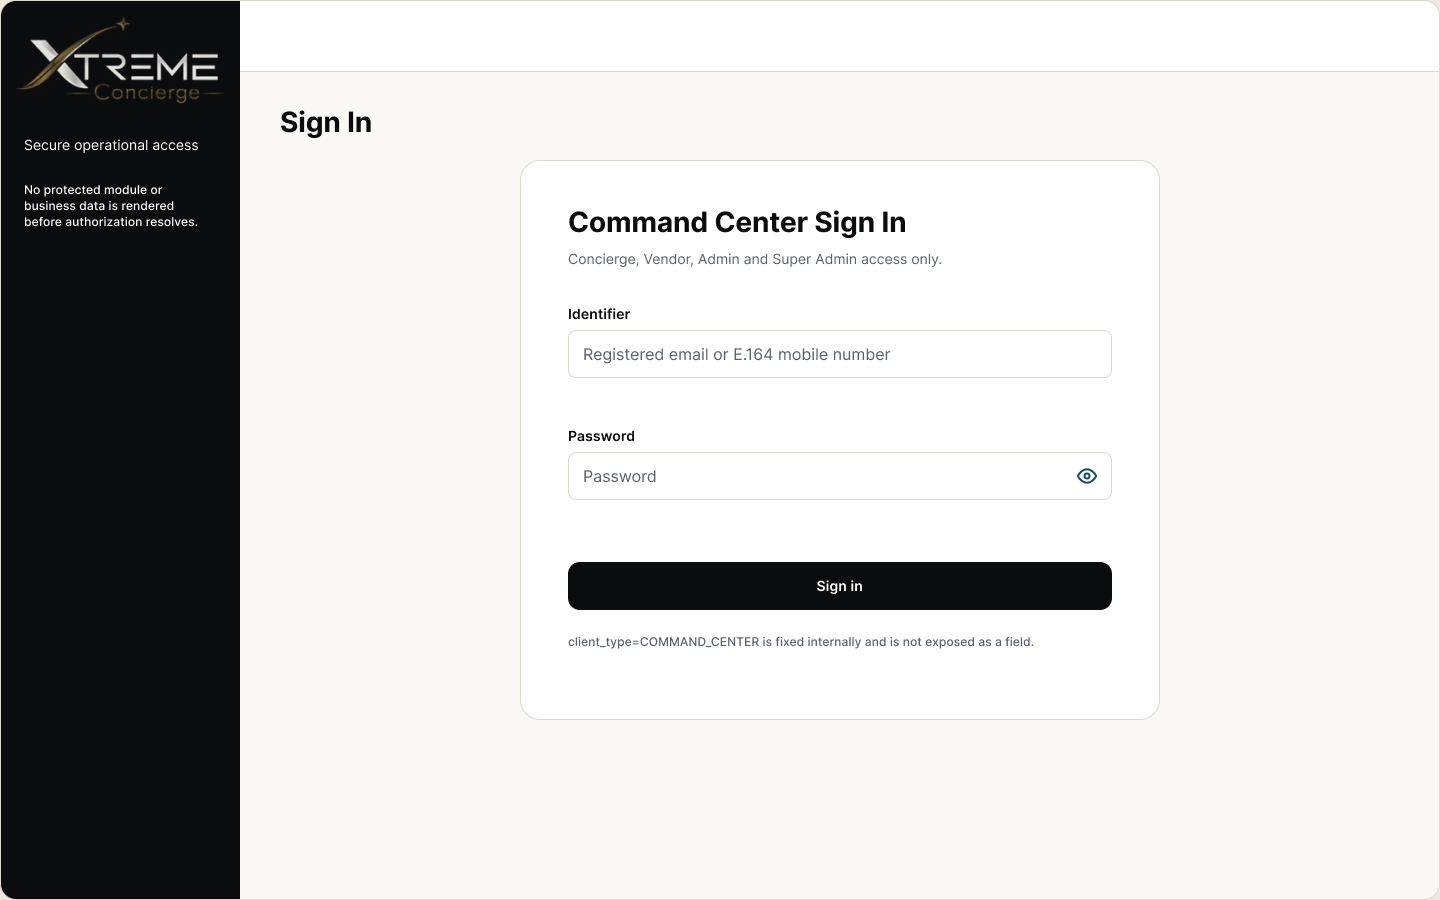 XTREME
Concierge
Secure operational access
No protected module or
business data is rendered
before authorization resolves.
Sign In
Command Center Sign In
Concierge, Vendor, Admin and Super Admin access only.
Identifier
Registered email or E.164 mobile number
Password
Password
Sign in
client_type=COMMAND_CENTER is fixed internally and is not exposed as a field.